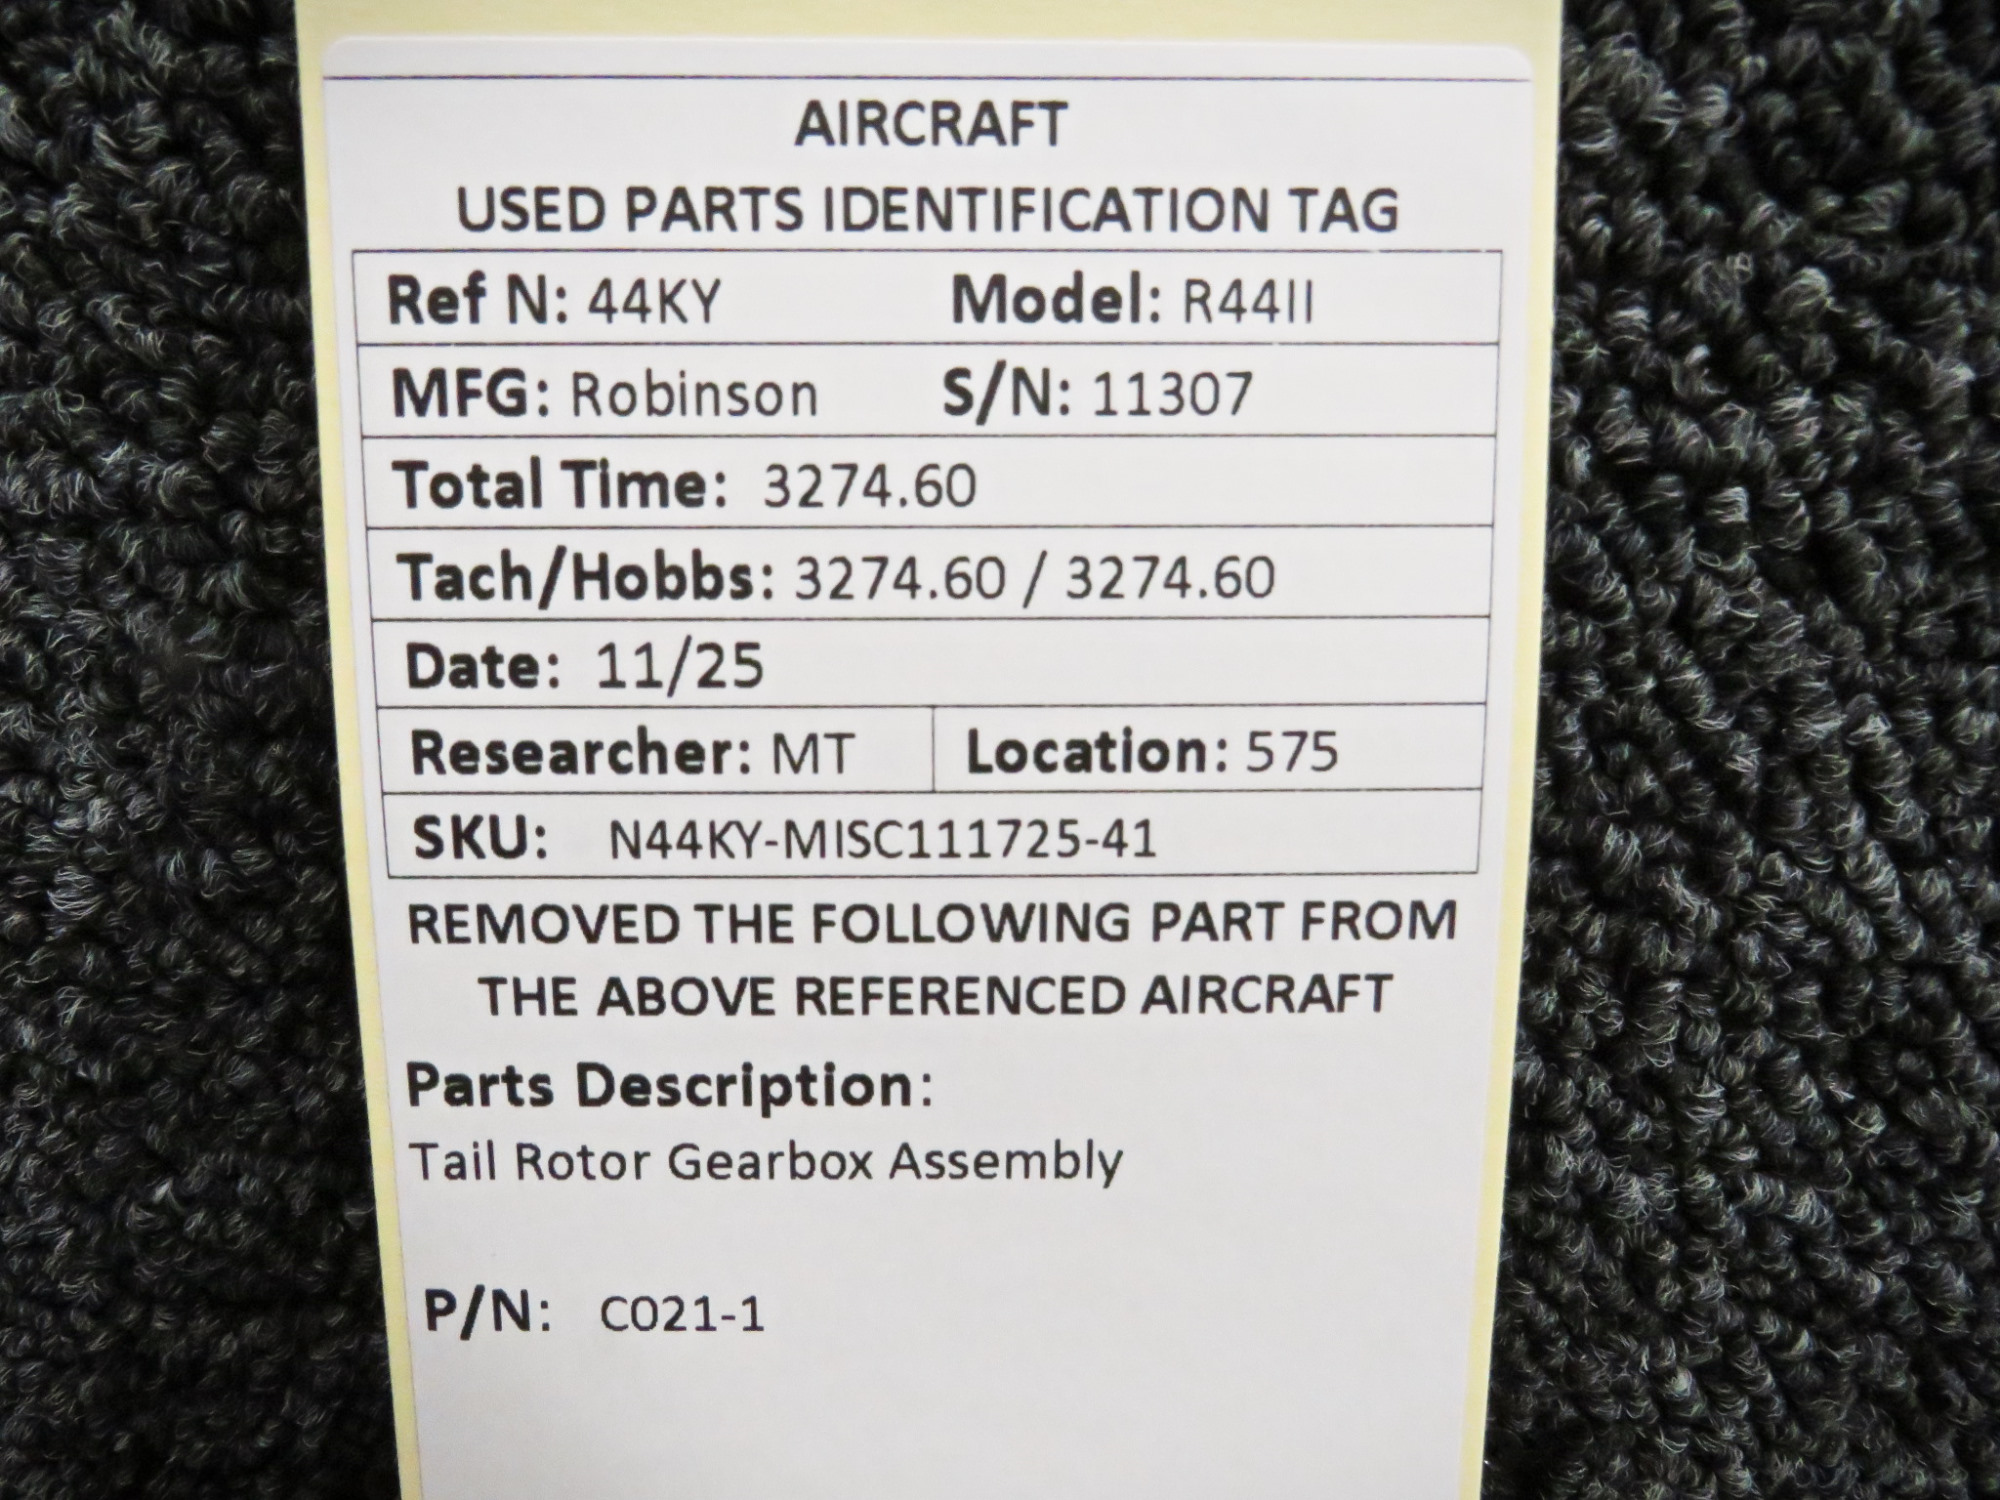 AIRCRAFT
USED PARTS IDENTIFICATION TAG
Ref N: 44KY Model: R44II
MFG: Robinson S/N: 11307
Total Time: 3274.60
Tach/Hobbs: 3274.60 / 3274.60
Date: 11/25
Researcher: MT Location: 575
SKU: N44KY-MISC111725-41
REMOVED THE FOLLOWING PART FROM
THE ABOVE REFERENCED AIRCRAFT
Parts Description:
Tail Rotor Gearbox Assembly
P/N: C021-1